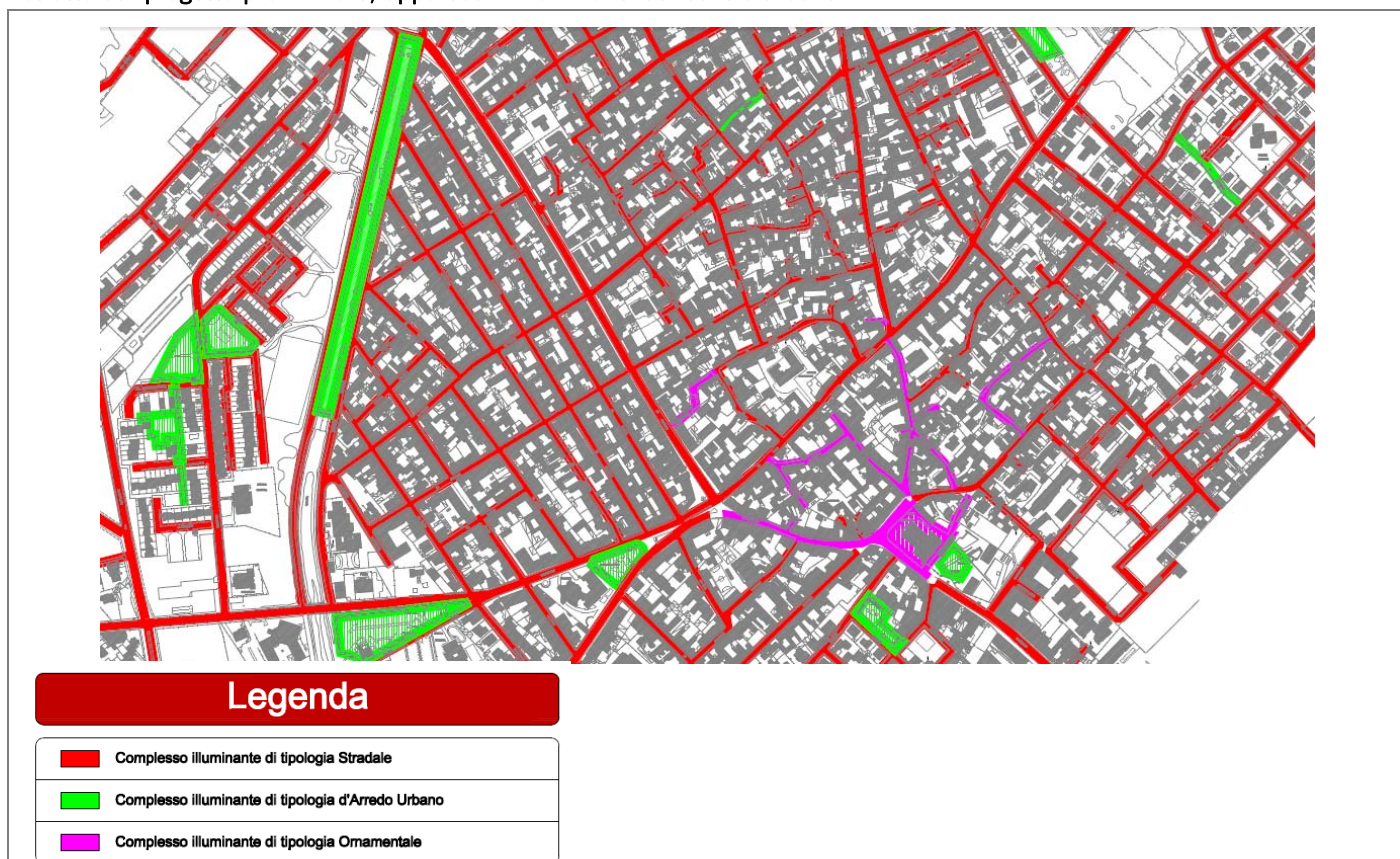 Legenda
Complesso illuminante di tipologia Stradale
Complesso illuminante di tipologia d'Arredo Urbano
Complesso illuminante di tipologia Ornamentale